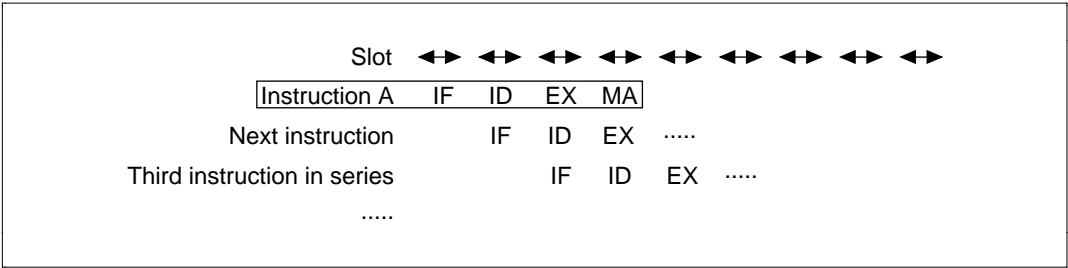 Slot
Instruction A IF ID EX MA
Next instruction IF ID EX .....
Third instruction in series IF ID EX .....
.....